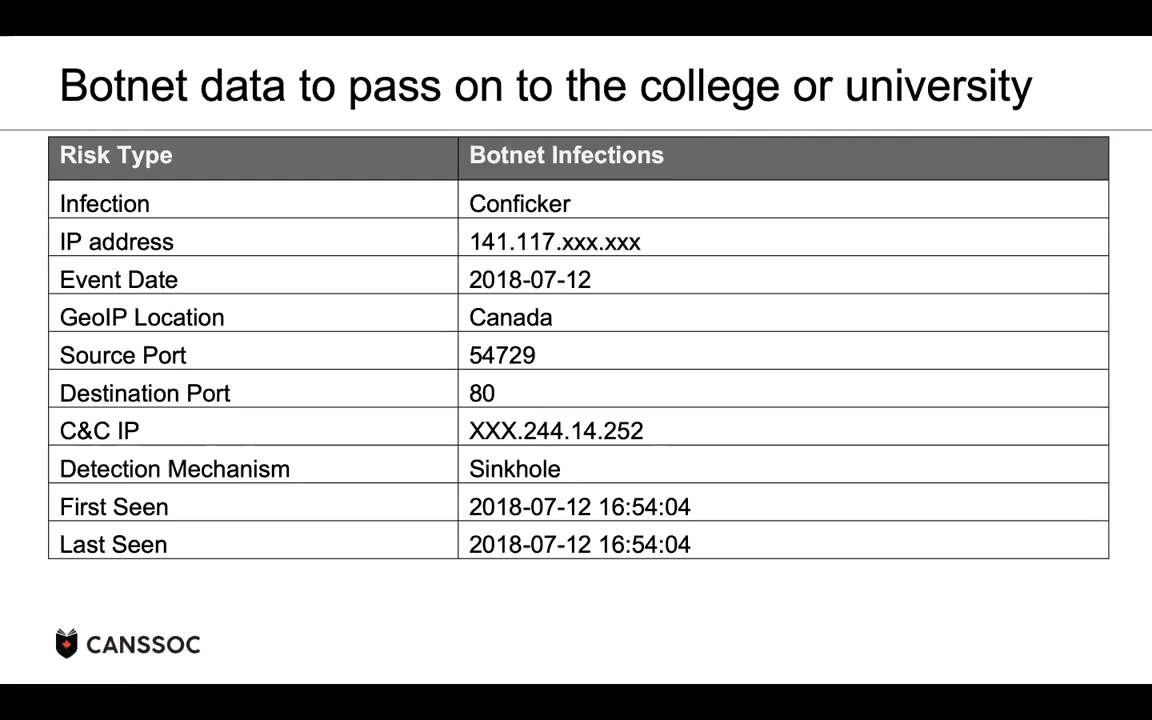 Botnet data to pass on to the college or university
Risk Type Botnet Infections
Infection Conficker
IP address 141.117.xxx.xxx
Event Date 2018-07-12
GeoIP Location Canada
Source Port 54729
Destination Port 80
C&C IP XXX.244.14.252
Detection Mechanism Sinkhole
First Seen 2018-07-12 16:54:04
Last Seen 2018-07-12 16:54:04
CANSSOC